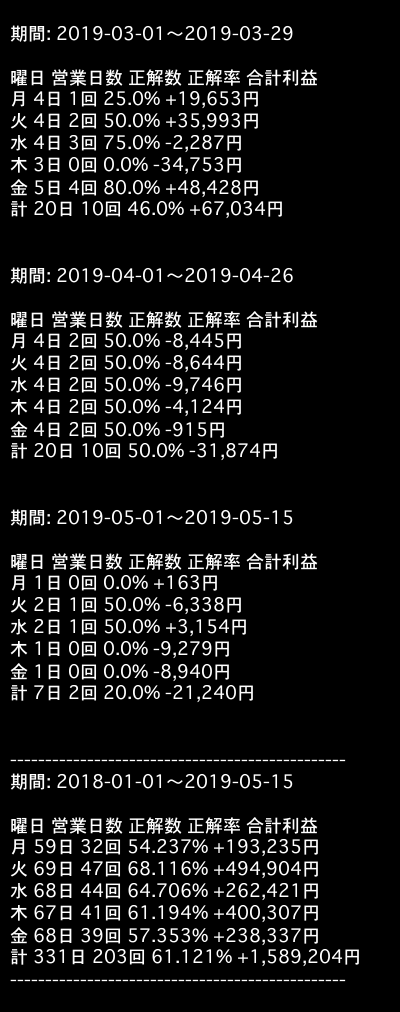 期間: 2019-03-01〜2019-03-29
曜日 営業日数 正解数 正解率 合計利益
月 4日 1回 25.0% +19,653円
火 4日 2回 50.0% +35,993円
水 4日 3回 75.0% -2,287円
木 3日 0回 0.0% -34,753円
金 5日 4回 80.0% +48,428円
計 20日 10回 46.0% +67,034円
期間: 2019-04-01〜2019-04-26
曜日 営業日数 正解数 正解率 合計利益
月 4日 2回 50.0% -8,445円
火 4日 2回 50.0% -8,644円
水 4日 2回 50.0% -9,746円
木 4日 2回 50.0% -4,124円
金 4日 2回 50.0% -915円
計 20日 10回 50.0% -31,874円
期間: 2019-05-01〜2019-05-15
曜日 営業日数 正解数 正解率 合計利益
月 1日 0回 0.0% +163円
火 2日 1回 50.0% -6,338円
水 2日 1回 50.0% +3,154円
木 1日 0回 0.0% -9,279円
金 1日 0回 0.0% -8,940円
計 7日 2回 20.0% -21,240円
------------------------------------------------
期間: 2018-01-01〜2019-05-15
曜日 営業日数 正解数 正解率 合計利益
月 59日 32回 54.237% +193,235円
火 69日 47回 68.116% +494,904円
水 68日 44回 64.706% +262,421円
木 67日 41回 61.194% +400,307円
金 68日 39回 57.353% +238,337円
計 331日 203回 61.121% +1,589,204円
------------------------------------------------